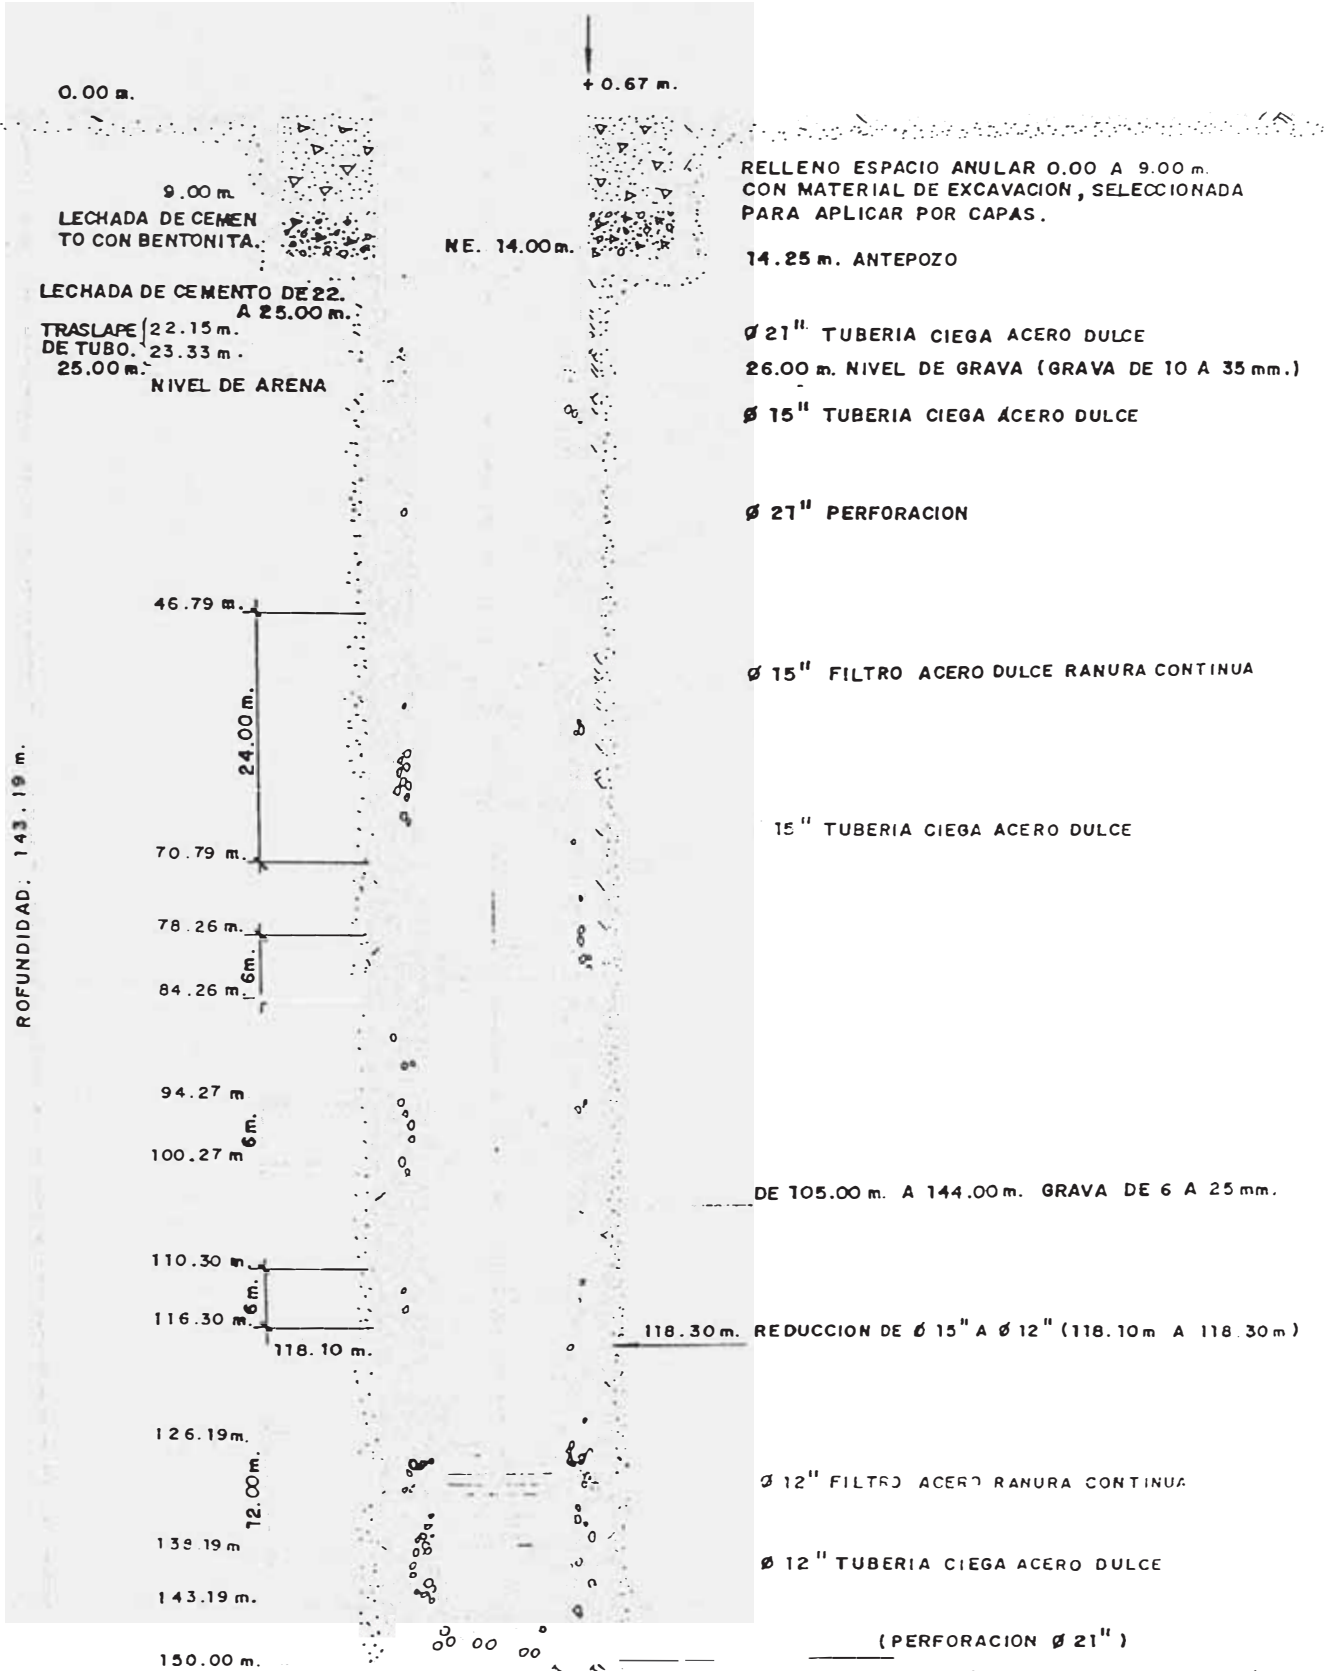 + 0.67 m.
0.00 m.
RELLENO ESPACIO ANULAR 0.00 A 9.00 m.
CON MATERIAL DE EXCAVACION, SELECCIONADA
PARA APLICAR POR CAPAS.
9.00 m.
LECHADA DE CEMEN
TO CON BENTONITA.
NE. 14.00 m.
14.25 m. ANTEPOZO
LECHADA DE CEMENTO DE 22.
A 25.00 m.
TRASLAPE 22.15 m.
DE TUBO. 23.33 m.
25.00 m.
NIVEL DE ARENA
Ø 21" TUBERIA CIEGA ACERO DULCE
26.00 m. NIVEL DE GRAVA (GRAVA DE 10 A 35 mm.)
Ø 15" TUBERIA CIEGA ACERO DULCE
Ø 21" PERFORACION
46.79 m.
24.00 m.
Ø 15" FILTRO ACERO DULCE RANURA CONTINUA
15" TUBERIA CIEGA ACERO DULCE
ROFUNDIDAD: 143.19 m.
70.79 m.
78.26 m.
6 m.
84.26 m.
94.27 m
6 m.
100.27 m
DE 105.00 m. A 144.00 m. GRAVA DE 6 A 25 mm.
110.30 m.
6 m.
116.30 m.
118.10 m.
118.30 m. REDUCCION DE Ø 15" A Ø 12" (118.10 m A 118.30 m)
126.19 m.
12.00 m.
Ø 12" FILTRO ACERO RANURA CONTINUA
138.19 m
Ø 12" TUBERIA CIEGA ACERO DULCE
143.19 m.
(PERFORACION Ø 21")
150.00 m.